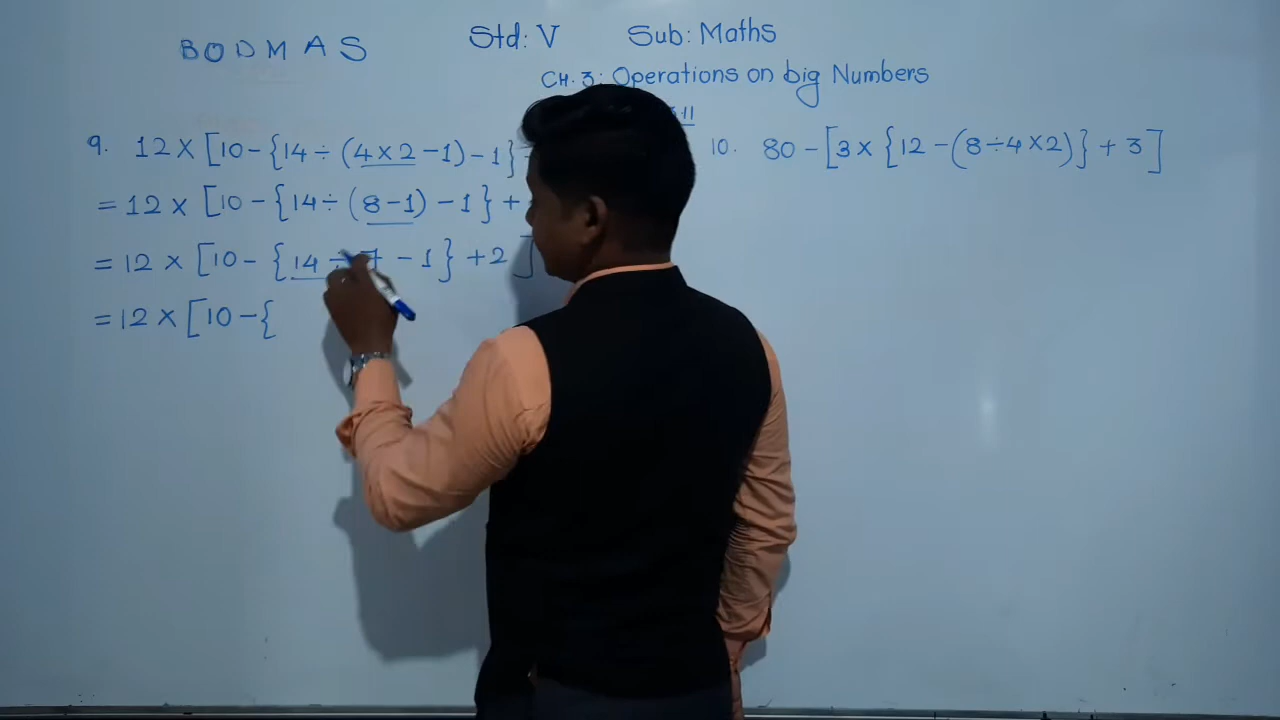 BODMAS Std: V Sub: Maths
CH. 3: Operations on big Numbers
11
9. 12 × [10 - {14 ÷ (4 × 2 - 1) - 1}
= 12 × [10 - {14 ÷ (8 - 1) - 1} +
= 12 × [10 - {14 ÷ 7 - 1} + 2]
= 12 × [10 - {
10. 80 - [3 × {12 - (8 ÷ 4 × 2)} + 3]